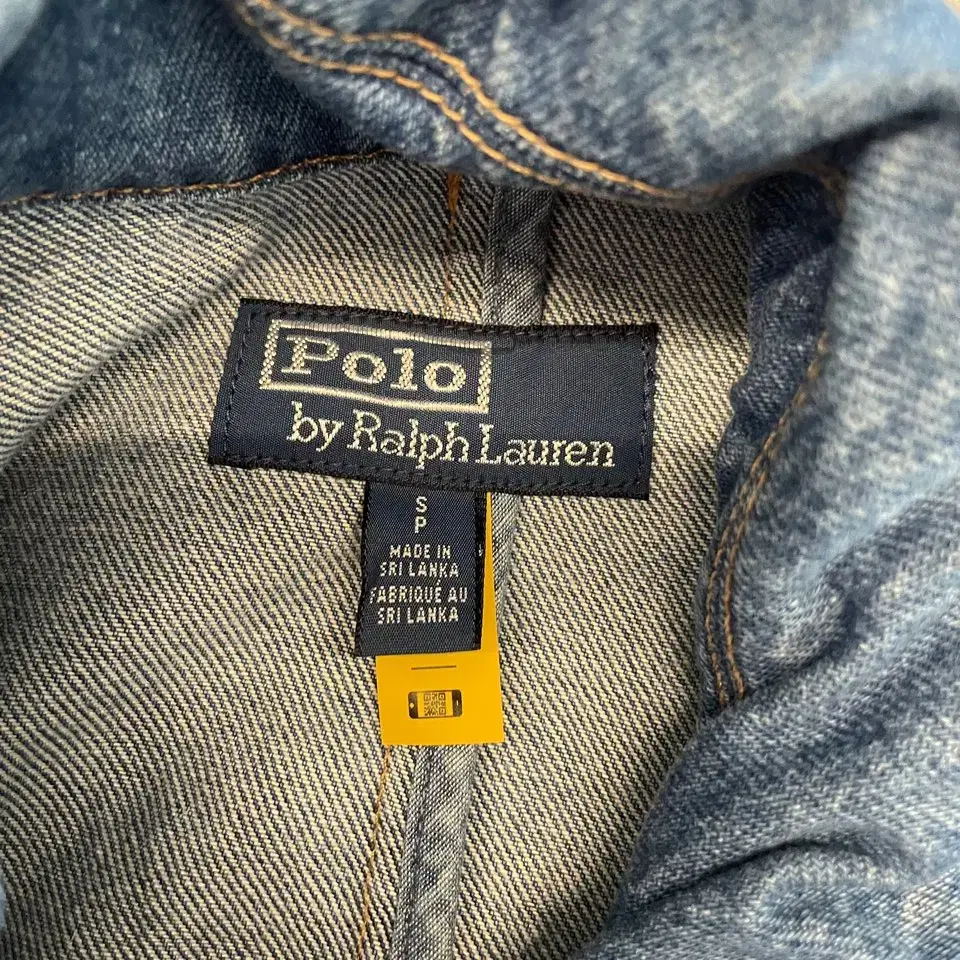 Polo
by Ralph Lauren
S
P
MADE IN
SRI LANKA
FABRIQUÉ AU
SRI LANKA